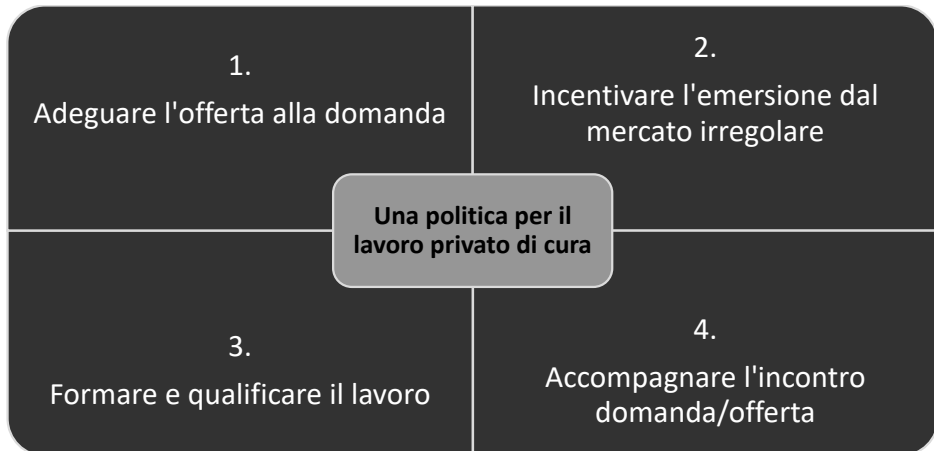 1.
Adeguare l'offerta alla domanda
2.
Incentivare l'emersione dal
mercato irregolare
Una politica per il
lavoro privato di cura
3.
Formare e qualificare il lavoro
4.
Accompagnare l'incontro
domanda/offerta